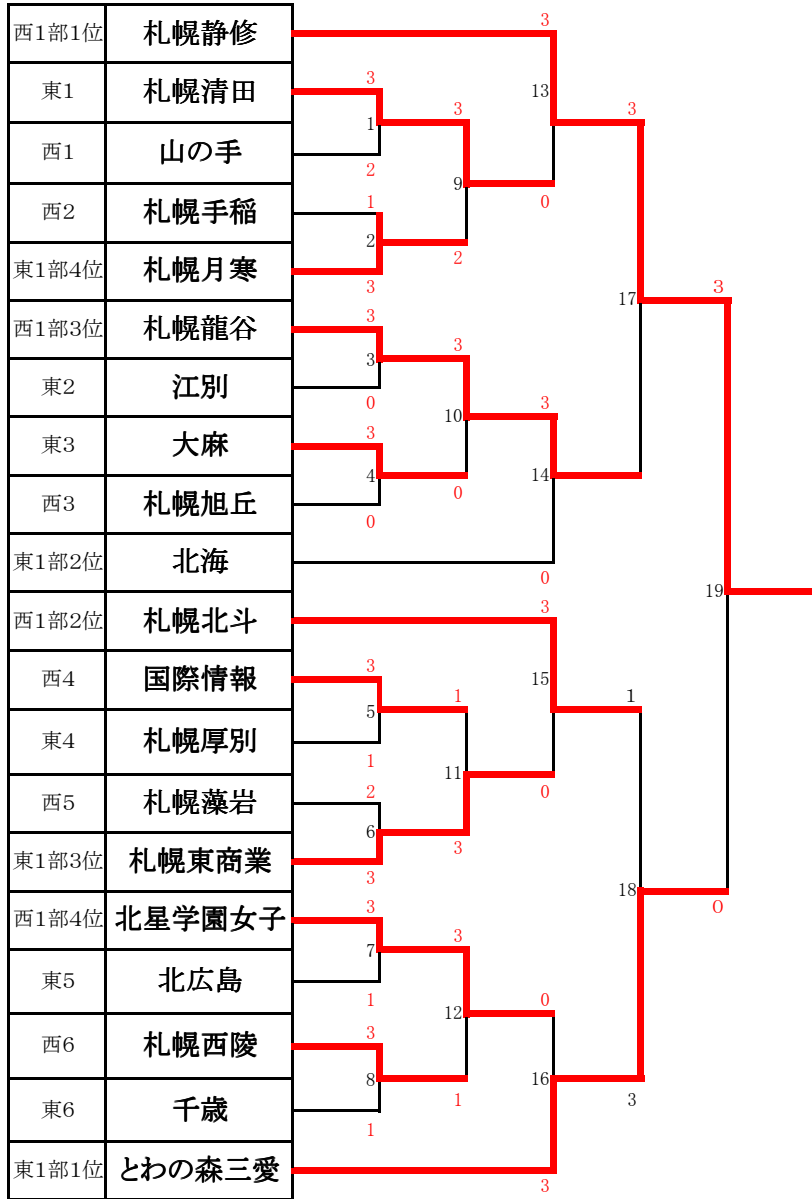 西1部1位 札幌静修
東1 札幌清田
西1 山の手
西2 札幌手稲
東1部4位 札幌月寒
西1部3位 札幌龍谷
東2 江別
東3 大麻
西3 札幌旭丘
東1部2位 北海
西1部2位 札幌北斗
西4 国際情報
東4 札幌厚別
西5 札幌藻岩
東1部3位 札幌東商業
西1部4位 北星学園女子
東5 北広島
西6 札幌西陵
東6 千歳
東1部1位 とわの森三愛
3
1
2
1
2
3
3
3
0
3
4
0
3
5
1
2
6
3
3
7
1
3
8
1
3
9
2
3
10
0
1
11
3
3
12
1
3
13
0
3
14
0
3
15
0
0
16
3
3
17
1
18
3
3
19
0